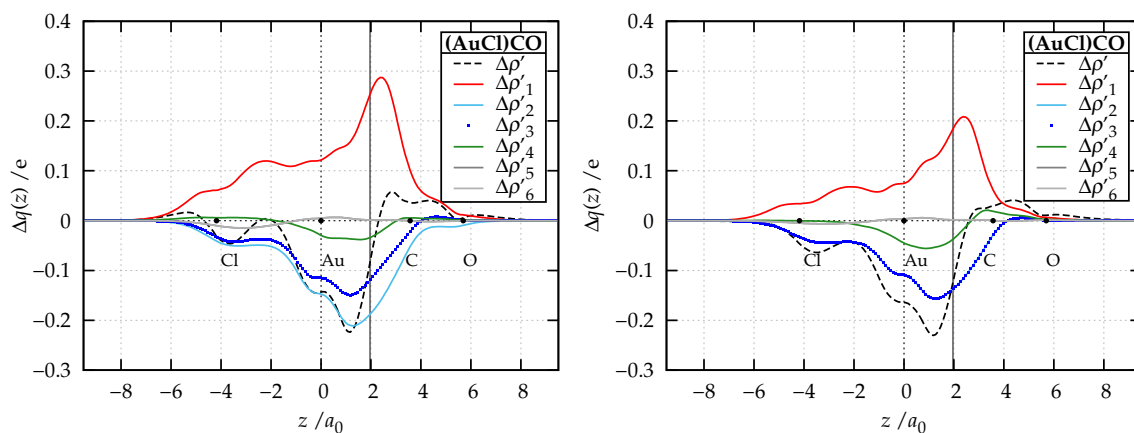 0.4
0.3
0.2
0.1
0
−0.1
−0.2
−0.3
Δq(z) /e
−8 −6 −4 −2 0 2 4 6 8
z /a₀
(AuCl)CO
Δρ'
Δρ'₁
Δρ'₂
Δρ'₃
Δρ'₄
Δρ'₅
Δρ'₆
Cl Au C O
0.4
0.3
0.2
0.1
0
−0.1
−0.2
−0.3
Δq(z) /e
−8 −6 −4 −2 0 2 4 6 8
z /a₀
(AuCl)CO
Δρ'
Δρ'₁
Δρ'₂
Δρ'₃
Δρ'₄
Δρ'₅
Δρ'₆
Cl Au C O